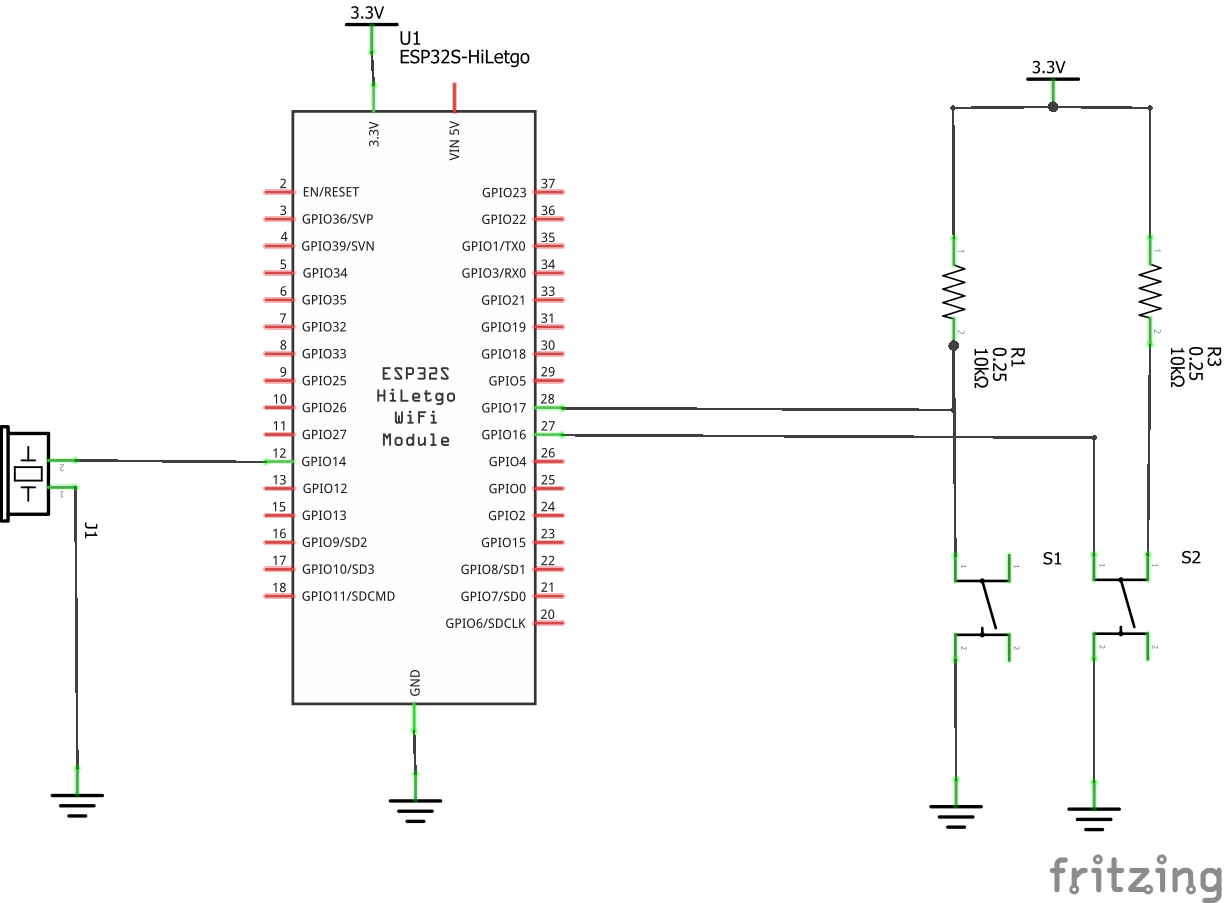 3.3V
U1
ESP32S-HiLetgo
3.3V
3.3V
VIN 5V
2 EN/RESET
3 GPIO36/SVP
4 GPIO39/SVN
5 GPIO34
6 GPIO35
7 GPIO32
8 GPIO33
9 GPIO25
10 GPIO26
11 GPIO27
12 GPIO14
13 GPIO12
15 GPIO13
16 GPIO9/SD2
17 GPIO10/SD3
18 GPIO11/SDCMD
ESP32S
HiLetgo
WiFi
Module
GPIO23 37
GPIO22 36
GPIO1/TX0 35
GPIO3/RX0 34
GPIO21 33
GPIO19 31
GPIO18 30
GPIO5 29
GPIO17 28
GPIO16 27
GPIO4 26
GPIO0 25
GPIO2 24
GPIO15 23
GPIO8/SD1 22
GPIO7/SD0 21
GPIO6/SDCLK 20
GND
2
1
J1
1
2
R1
0.25
10kΩ
1
2
R3
0.25
10kΩ
1
1
S1
2
2
1
1
S2
2
2
fritzing